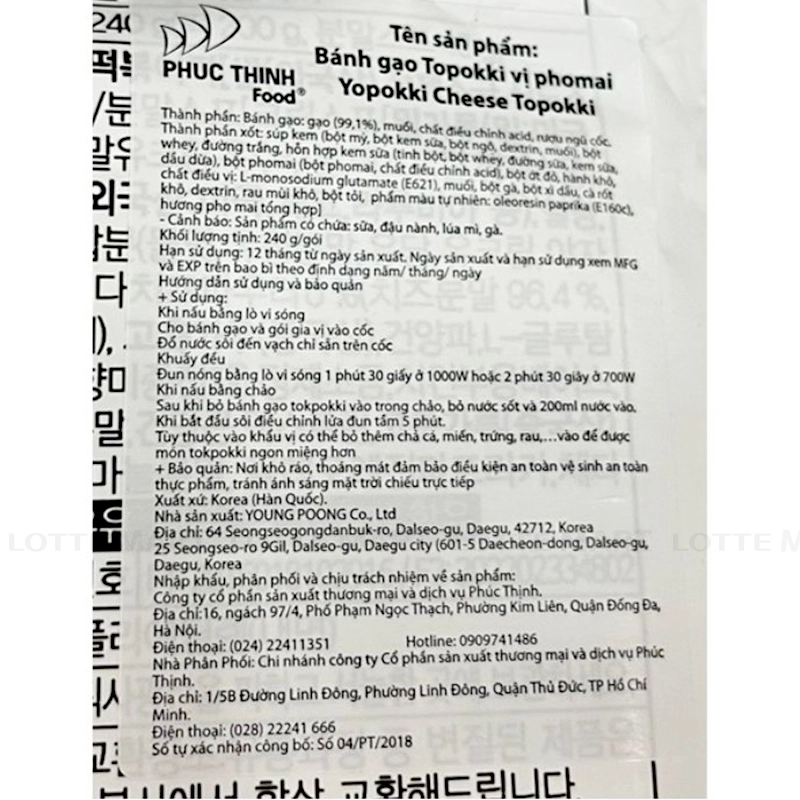 PHUC THINH
Food®
Tên sản phẩm:
Bánh gạo Topokki vị phomai
Yopokki Cheese Topokki
Thành phần: Bánh gạo: gạo (99,1%), muối, chất điều chỉnh acid, rượu ngũ cốc.
Thành phần xốt: súp kem (bột mỳ, bột kem sữa, bột ngô, dextrin, muối), bột
whey, đường trắng, hỗn hợp kem sữa (tinh bột, bột whey, đường sữa, kem sữa,
dầu dừa), bột phomai (bột phomai, chất điều chỉnh acid), bột ớt đỏ, hành khô,
chất điều vị: L-monosodium glutamate (E621), muối, bột gà, bột xì dầu, cà rốt
khô, dextrin, rau mùi khô, bột tỏi, phẩm màu tự nhiên: oleoresin paprika (E160c),
hương pho mai tổng hợp]
- Cảnh báo: Sản phẩm có chứa: sữa, đậu nành, lúa mì, gà.
Khối lượng tịnh: 240 g/gói
Hạn sử dụng: 12 tháng từ ngày sản xuất. Ngày sản xuất và hạn sử dụng xem MFG
và EXP trên bao bì theo định dạng năm/ tháng/ ngày
Hướng dẫn sử dụng và bảo quản
+ Sử dụng:
Khi nấu bằng lò vi sóng
Cho bánh gạo và gói gia vị vào cốc
Đổ nước sôi đến vạch chỉ sẵn trên cốc
Khuấy đều
Đun nóng bằng lò vi sóng 1 phút 30 giấy ở 1000W hoặc 2 phút 30 giây ở 700W
Khi nấu bằng chảo
Sau khi bỏ bánh gạo tokpokki vào trong chảo, bỏ nước sốt và 200ml nước vào.
Khi bắt đầu sôi điều chỉnh lửa đun tầm 5 phút.
Tùy thuộc vào khẩu vị có thể bỏ thêm chả cá, miến, trứng, rau,...vào để được
món tokpokki ngon miệng hơn
+ Bảo quản: Nơi khô ráo, thoáng mát đảm bảo điều kiện an toàn vệ sinh an toàn
thực phẩm, tránh ánh sáng mặt trời chiếu trực tiếp
Xuất xứ: Korea (Hàn Quốc).
Nhà sản xuất: YOUNG POONG Co., Ltd
Địa chỉ: 64 Seongseogongdanbuk-ro, Dalseo-gu, Daegu, 42712, Korea
25 Seongseo-ro 9Gil, Dalseo-gu, Daegu city (601-5 Daecheon-dong, Dalseo-gu,
Daegu, Korea
Nhập khẩu, phân phối và chịu trách nhiệm về sản phẩm:
Công ty cổ phần sản xuất thương mại và dịch vụ Phúc Thịnh.
Địa chỉ:16, ngách 97/4, Phố Phạm Ngọc Thạch, Phường Kim Liên, Quận Đống Đa,
Hà Nội.
Điện thoại: (024) 22411351 Hotline: 0909741486
Nhà Phân Phối: Chi nhánh công ty Cổ phần sản xuất thương mại và dịch vụ Phúc
Thịnh.
Địa chỉ: 1/5B Đường Linh Đông, Phường Linh Đông, Quận Thủ Đức, TP Hồ Chí
Minh.
Điện thoại: (028) 22241 666
Số tự xác nhận công bố: Số 04/PT/2018
항상 교환해드립니다.
LOTTE
LOTTE